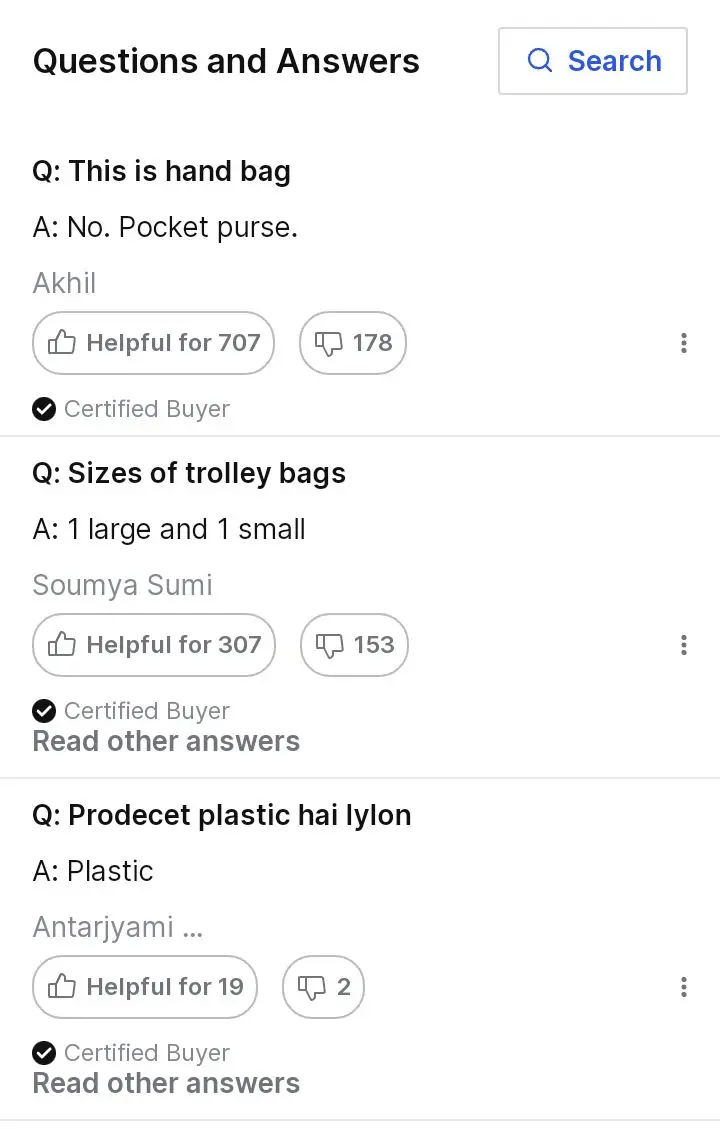 Questions and Answers
Search
Q: This is hand bag
A: No. Pocket purse.
Akhil
Helpful for 707
178
Certified Buyer
Q: Sizes of trolley bags
A: 1 large and 1 small
Soumya Sumi
Helpful for 307
153
Certified Buyer
Read other answers
Q: Prodecet plastic hai lylon
A: Plastic
Antarjyami ...
Helpful for 19
2
Certified Buyer
Read other answers